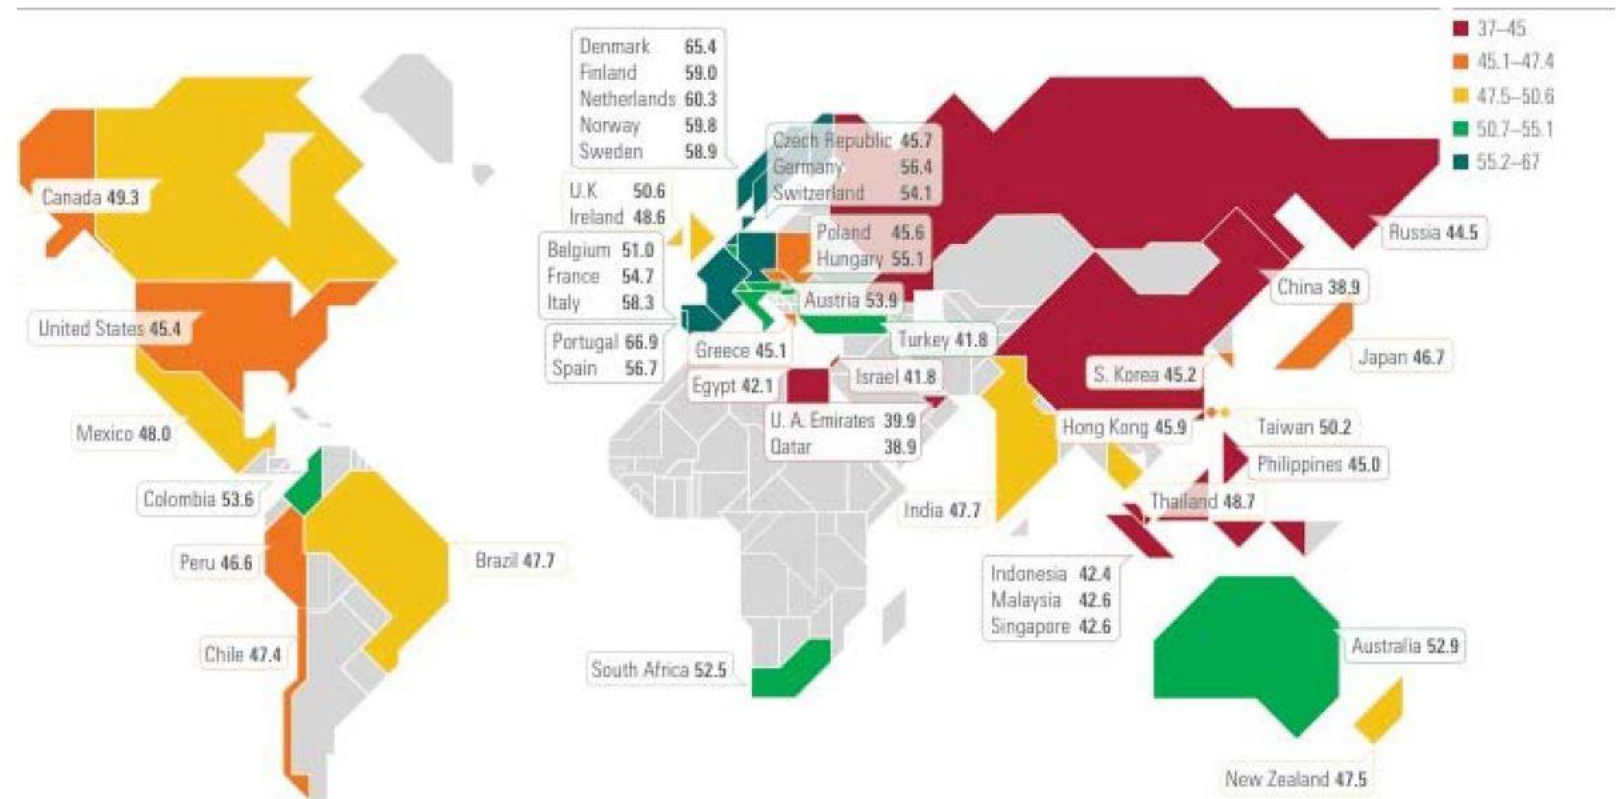 37–45
45.1–47.4
47.5–50.6
50.7–55.1
55.2–67
Denmark 65.4
Finland 59.0
Netherlands 60.3
Norway 59.8
Sweden 58.9
Czech Republic 45.7
Germany 56.4
Switzerland 54.1
Canada 49.3
U.K 50.6
Ireland 48.6
Poland 45.6
Hungary 55.1
Russia 44.5
Belgium 51.0
France 54.7
Italy 58.3
China 38.9
Austria 53.9
United States 45.4
Portugal 66.9
Spain 56.7
Greece 45.1
Turkey 41.8
Japan 46.7
Egypt 42.1
Israel 41.8
S. Korea 45.2
U. A. Emirates 39.9
Qatar 38.9
Mexico 48.0
Hong Kong 45.9
Taiwan 50.2
Philippines 45.0
Colombia 53.6
India 47.7
Thailand 48.7
Peru 46.6
Brazil 47.7
Indonesia 42.4
Malaysia 42.6
Singapore 42.6
Chile 47.4
South Africa 52.5
Australia 52.9
New Zealand 47.5